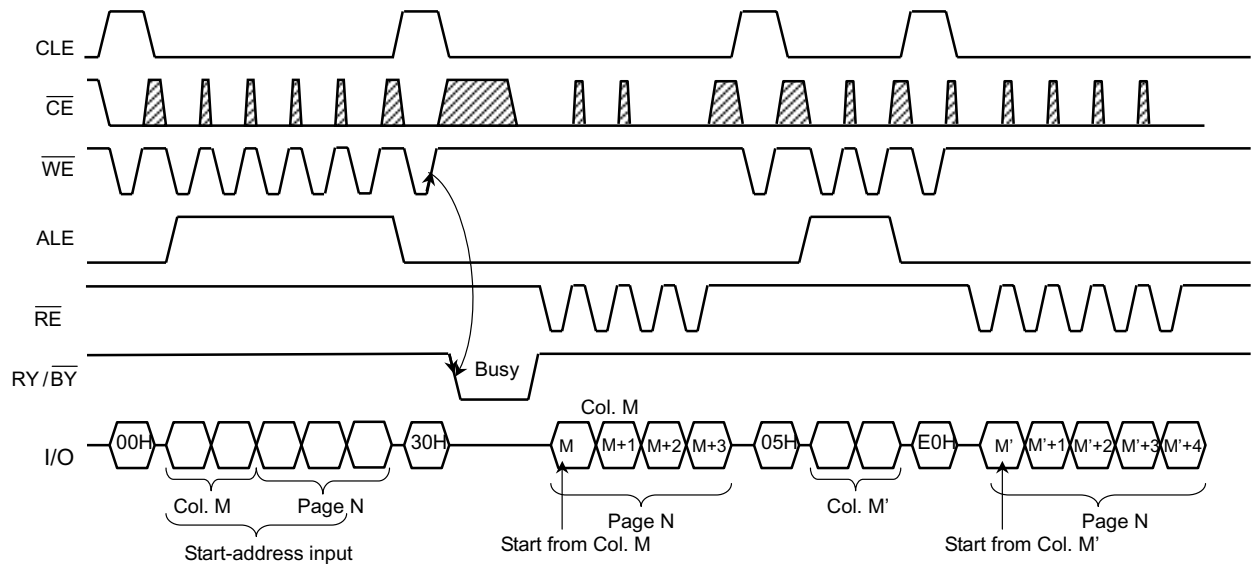 CLE
CE
WE
ALE
RE
RY / BY
Busy
Col. M
I/O
00H
30H
M
M+1
M+2
M+3
05H
E0H
M'
M'+1
M'+2
M'+3
M'+4
Col. M
Page N
Page N
Col. M'
Page N
Start-address input
Start from Col. M
Start from Col. M'